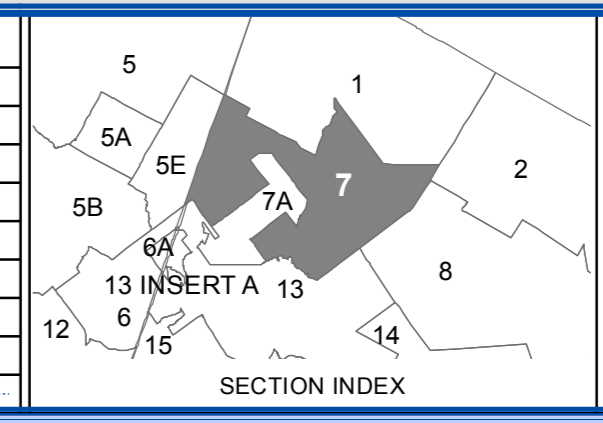 5
1
5A
5E
2
7
7A
5B
6A
8
13 INSERT A
13
6
12
15
14
SECTION INDEX